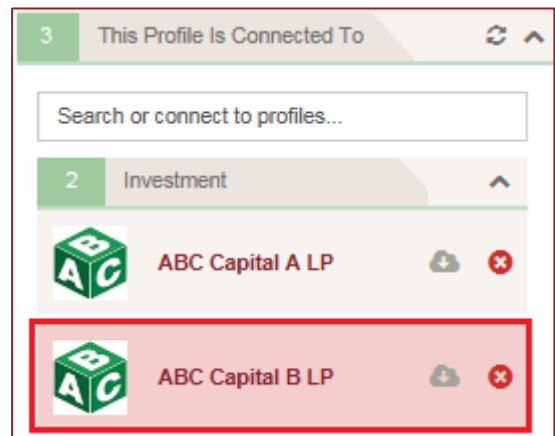 3 This Profile Is Connected To
Search or connect to profiles...
2 Investment
A B C ABC Capital A LP
A B C ABC Capital B LP